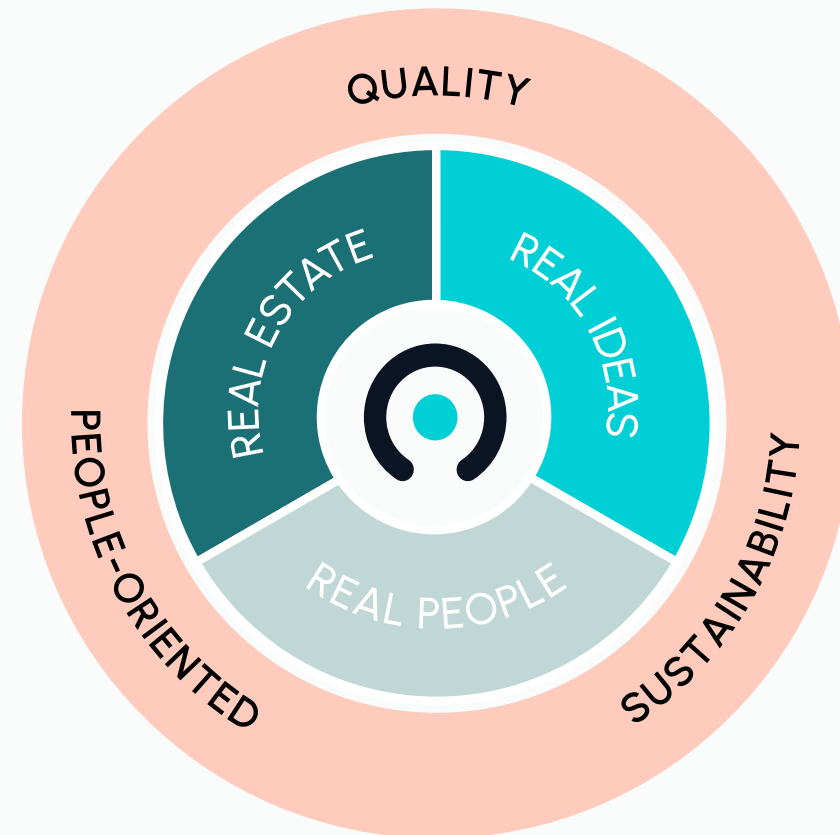 QUALITY
REAL ESTATE
REAL IDEAS
REAL PEOPLE
PEOPLE-ORIENTED
SUSTAINABILITY